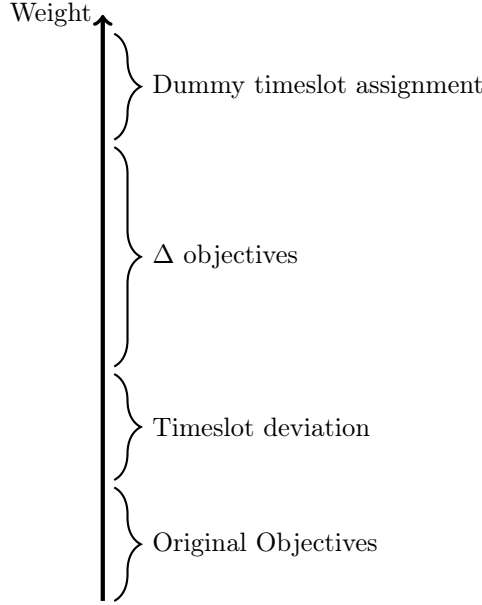 Weight
Dummy timeslot assignment
Δ objectives
Timeslot deviation
Original Objectives